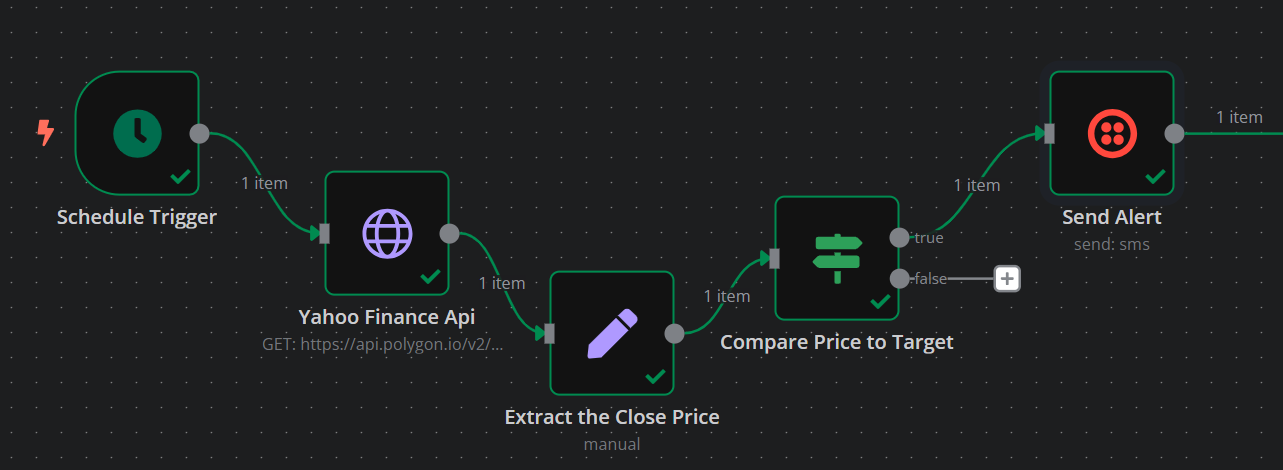 Schedule Trigger
1 item
Yahoo Finance Api
GET: https://api.polygon.io/v2/...
1 item
Extract the Close Price
manual
1 item
Compare Price to Target
true
false
1 item
Send Alert
send: sms
1 item